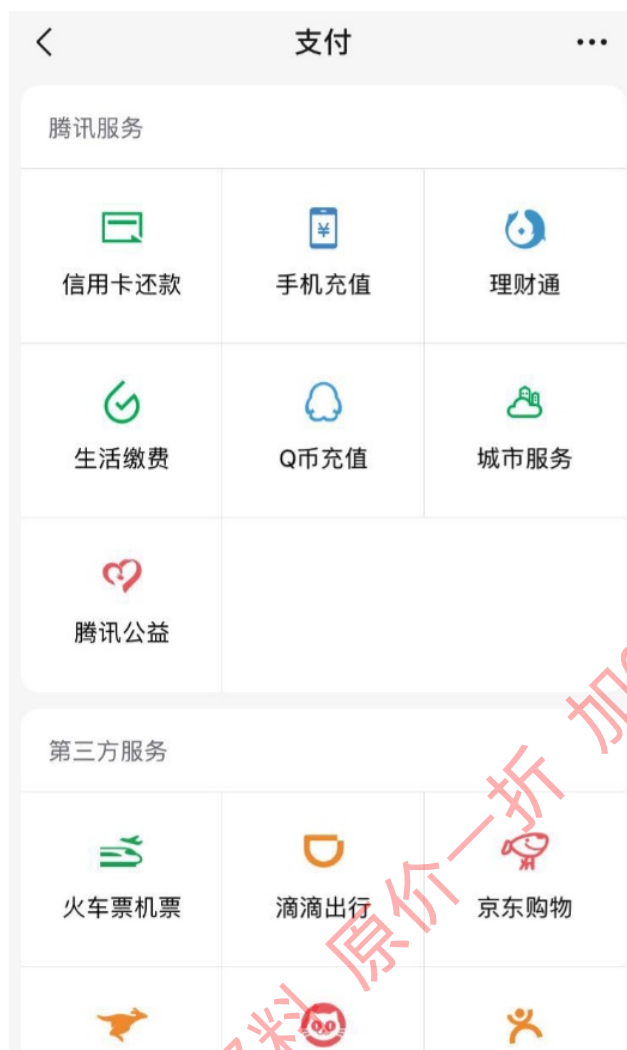 支付
腾讯服务
信用卡还款 手机充值 理财通
生活缴费 Q币充值 城市服务
腾讯公益
第三方服务
火车票机票 滴滴出行 京东购物
料 原价一折 加